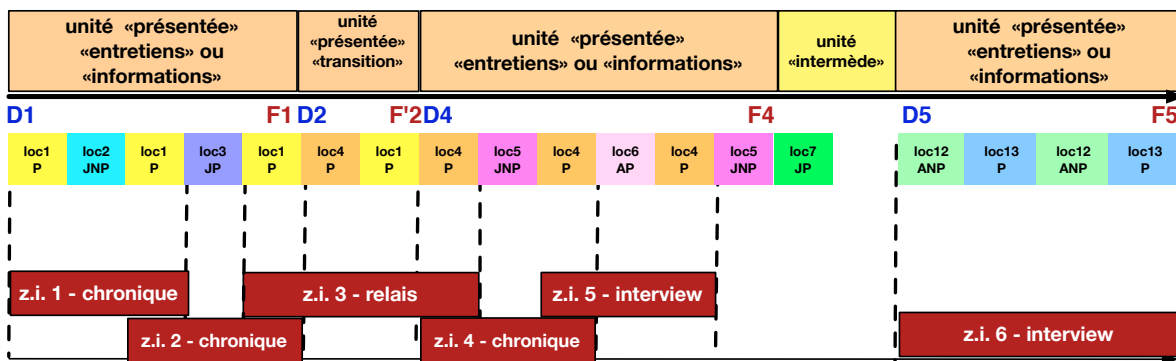 unité «présentée»
«entretiens» ou
«informations»
unité
«présentée»
«transition»
unité «présentée»
«entretiens» ou «informations»
unité
«intermède»
unité «présentée»
«entretiens» ou
«informations»
D1 F1 D2 F'2 D4 F4 D5 F5
loc1 loc2 loc1 loc3 loc1 loc4 loc1 loc4 loc5 loc4 loc6 loc4 loc5 loc7 loc12 loc13 loc12 loc13
P JNP P JP P P P P JNP P AP P JNP JP ANP P ANP P
z.i. 1 - chronique
z.i. 3 - relais
z.i. 5 - interview
z.i. 2 - chronique
z.i. 4 - chronique
z.i. 6 - interview